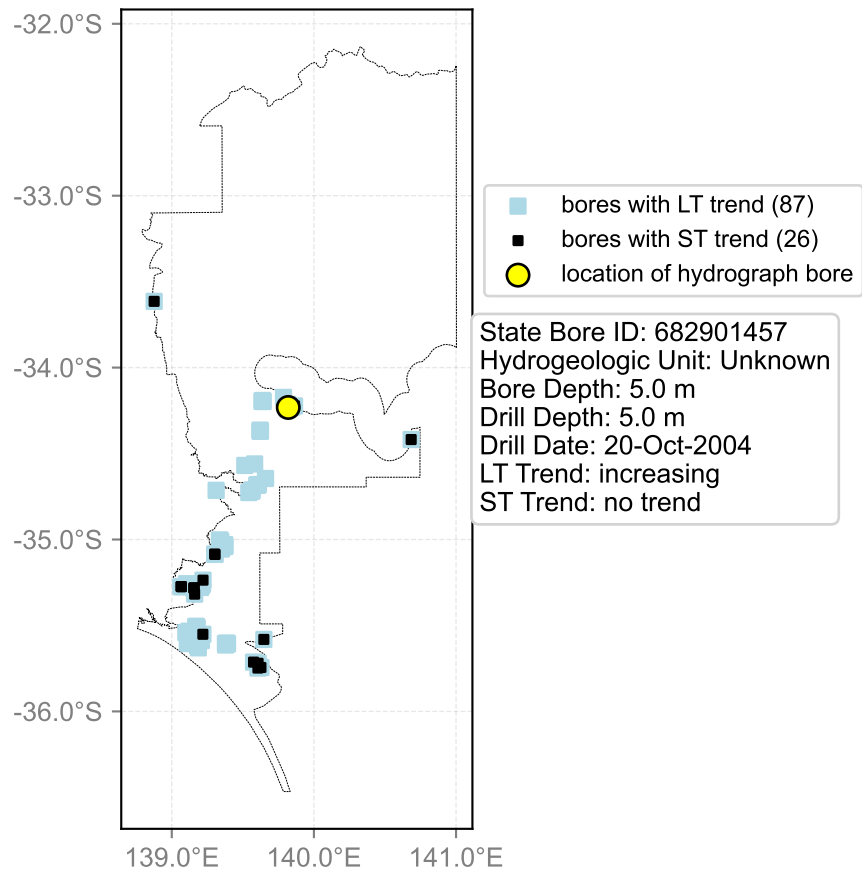 -32.0°S
-33.0°S
-34.0°S
-35.0°S
-36.0°S
139.0°E
140.0°E
141.0°E
bores with LT trend (87)
bores with ST trend (26)
location of hydrograph bore
State Bore ID: 682901457
Hydrogeologic Unit: Unknown
Bore Depth: 5.0 m
Drill Depth: 5.0 m
Drill Date: 20-Oct-2004
LT Trend: increasing
ST Trend: no trend